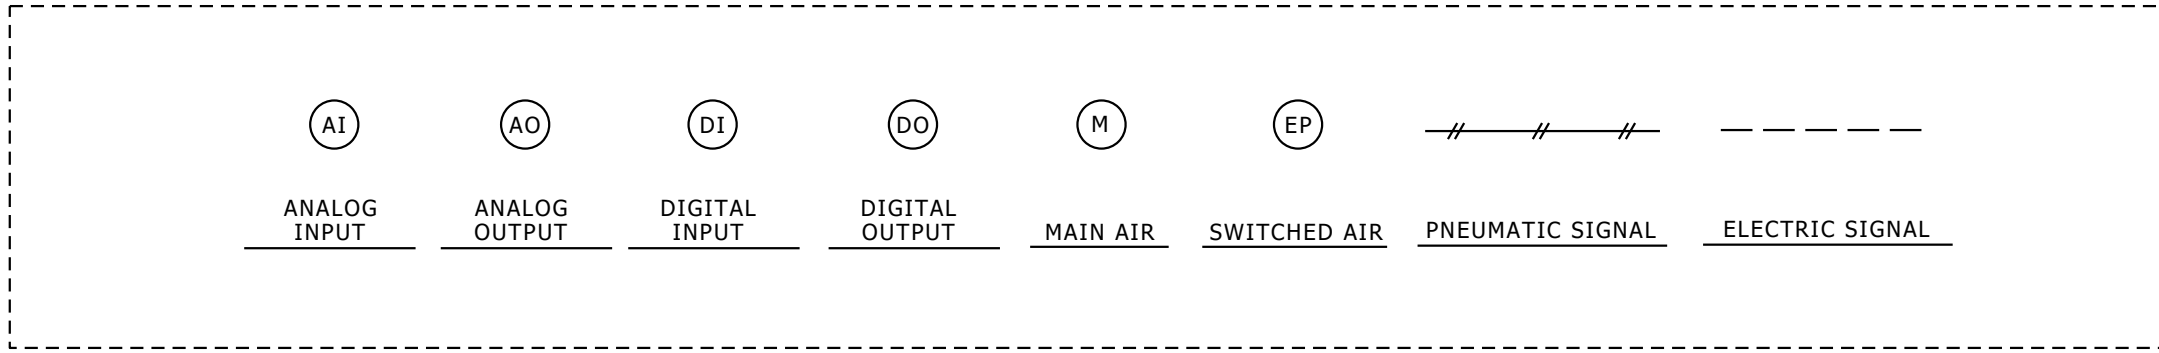 AI
AO
DI
DO
M
EP
ANALOG
INPUT
ANALOG
OUTPUT
DIGITAL
INPUT
DIGITAL
OUTPUT
MAIN AIR
SWITCHED AIR
PNEUMATIC SIGNAL
ELECTRIC SIGNAL